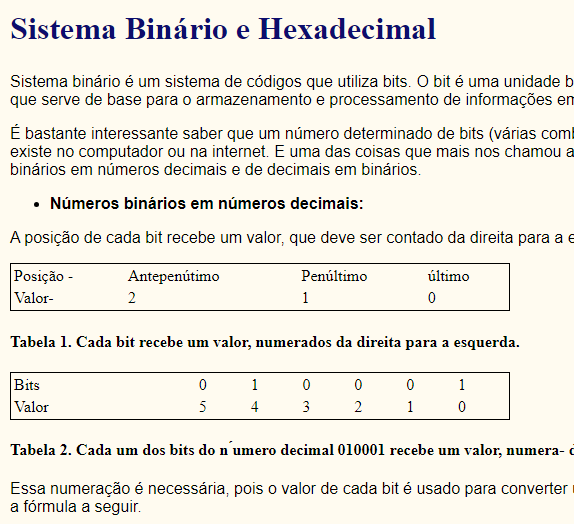 Sistema Binário e Hexadecimal
Sistema binário é um sistema de códigos que utiliza bits. O bit é uma unidade b
que serve de base para o armazenamento e processamento de informações em
É bastante interessante saber que um número determinado de bits (várias comb
existe no computador ou na internet. E uma das coisas que mais nos chamou a
binários em números decimais e de decimais em binários.
• Números binários em números decimais:
A posição de cada bit recebe um valor, que deve ser contado da direita para a e
Posição - Antepenútimo Penúltimo último
Valor- 2 1 0
Tabela 1. Cada bit recebe um valor, numerados da direita para a esquerda.
Bits 0 1 0 0 0 1
Valor 5 4 3 2 1 0
Tabela 2. Cada um dos bits do n ́umero decimal 010001 recebe um valor, numera- d
Essa numeração é necessária, pois o valor de cada bit é usado para converter
a fórmula a seguir.